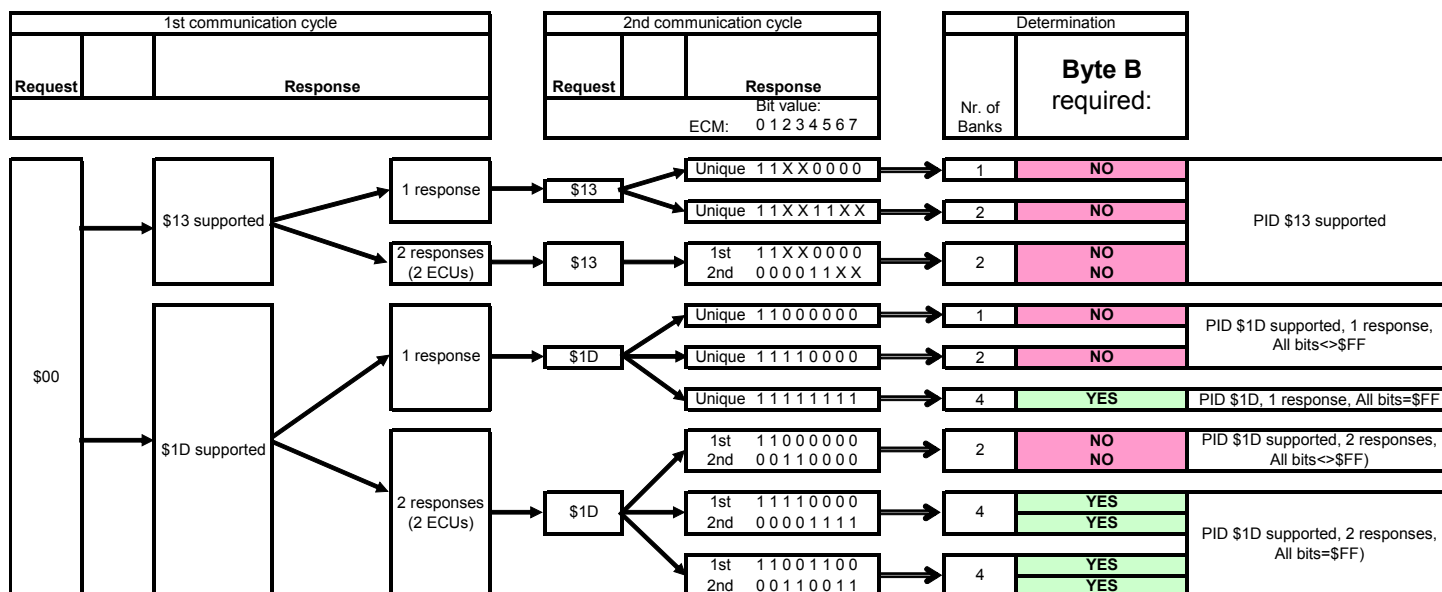 1st communication cycle
2nd communication cycle
Determination
Request
Response
Request
Response
Bit value:
ECM: 0 1 2 3 4 5 6 7
Nr. of
Banks
Byte B
required:
$00
$13 supported
1 response
$13
Unique 1 1 X X 0 0 0 0
1
NO
Unique 1 1 X X 1 1 X X
2
NO
2 responses
(2 ECUs)
$13
1st 1 1 X X 0 0 0 0
2nd 0 0 0 0 1 1 X X
2
NO
NO
PID $13 supported
$1D supported
1 response
$1D
Unique 1 1 0 0 0 0 0 0
1
NO
Unique 1 1 1 1 0 0 0 0
2
NO
PID $1D supported, 1 response,
All bits<>$FF
Unique 1 1 1 1 1 1 1 1
4
YES
PID $1D, 1 response, All bits=$FF
2 responses
(2 ECUs)
$1D
1st 1 1 0 0 0 0 0 0
2nd 0 0 1 1 0 0 0 0
2
NO
NO
PID $1D supported, 2 responses,
All bits<>$FF)
1st 1 1 1 1 0 0 0 0
2nd 0 0 0 0 1 1 1 1
4
YES
YES
PID $1D supported, 2 responses,
All bits=$FF)
1st 1 1 0 0 1 1 0 0
2nd 0 0 1 1 0 0 1 1
4
YES
YES